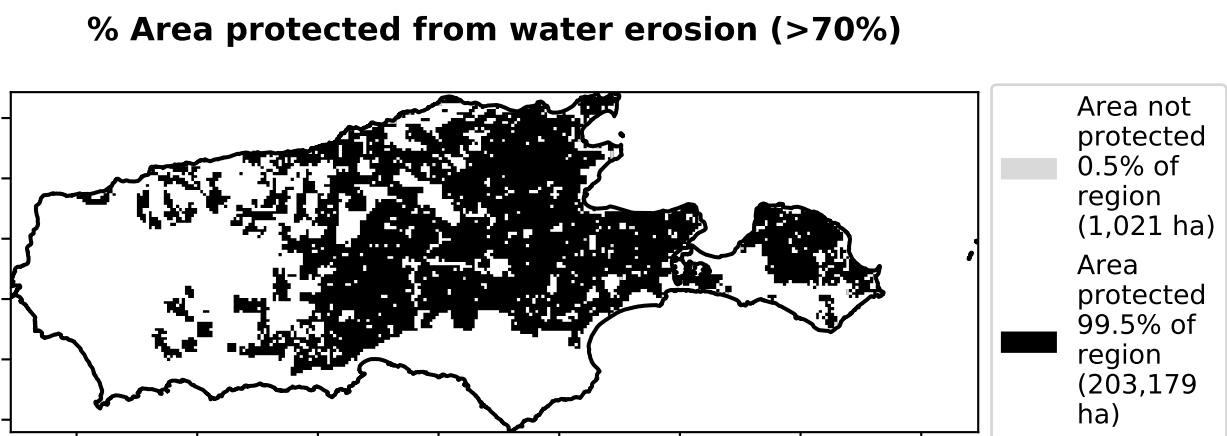 % Area protected from water erosion (>70%)
Area not
protected
0.5% of
region
(1,021 ha)
Area
protected
99.5% of
region
(203,179
ha)